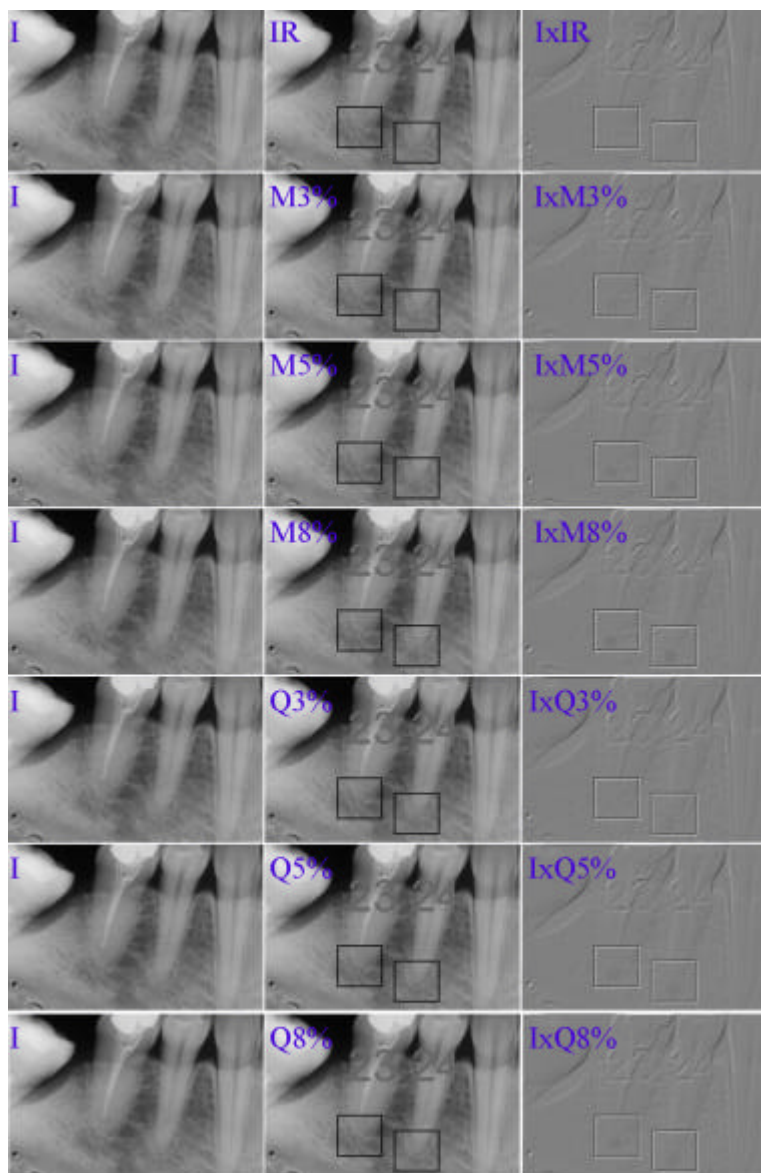 I IR IxIR
23 24
I M3% IxM3%
23 24
I M5% IxM5%
23 24
I M8% IxM8%
23 24
I Q3% IxQ3%
23 24
I Q5% IxQ5%
23 24
I Q8% IxQ8%
23 24